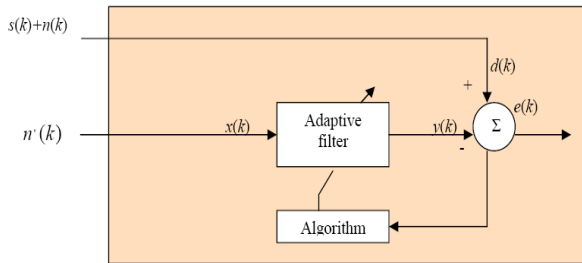 s(k)+n(k)
d(k)
+
e(k)
n'(k)
x(k)
Adaptive
filter
y(k)
Σ
-
Algorithm